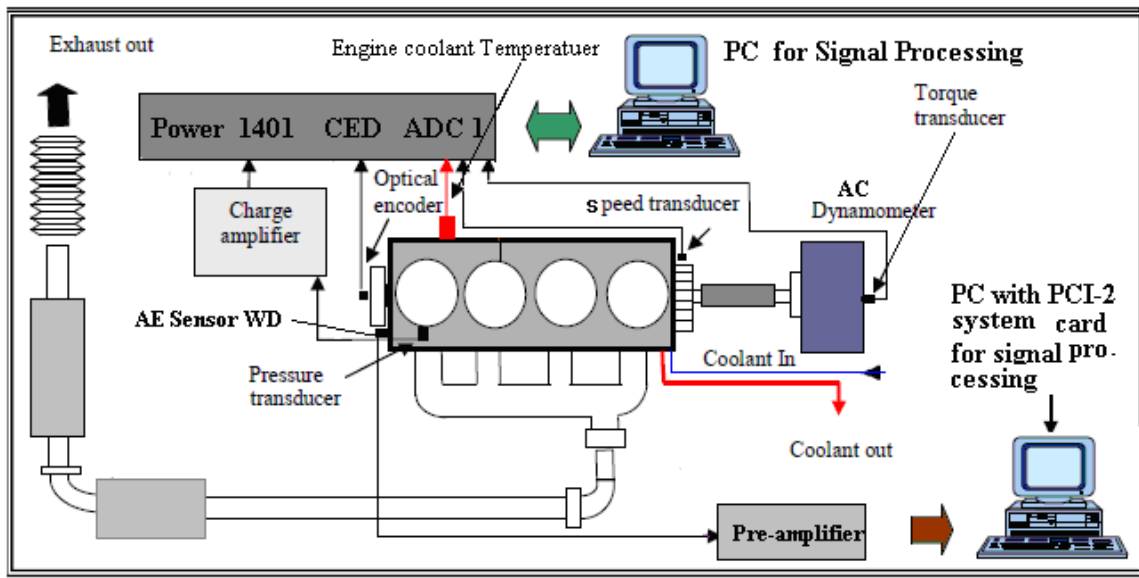 Exhaust out
Engine coolant Temperatuer
PC for Signal Processing
Torque
transducer
Power 1401 CED ADC 1
Optical
encoder
Charge
amplifier
speed transducer
AC
Dynamometer
AE Sensor WD
PC with PCI-2
system card
for signal pro-
cessing
Pressure
transducer
Coolant In
Coolant out
Pre-amplifier